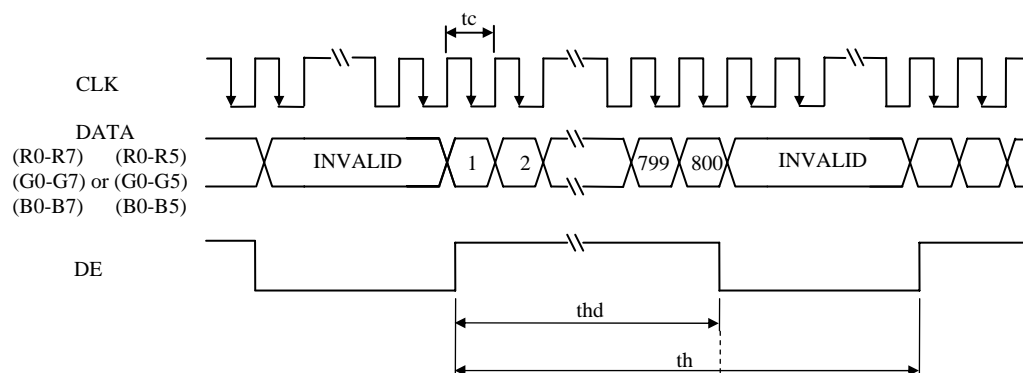 tc
CLK
DATA
(R0-R7) (R0-R5)
(G0-G7) or (G0-G5)
(B0-B7) (B0-B5)
INVALID 1 2 799 800 INVALID
DE
thd
th